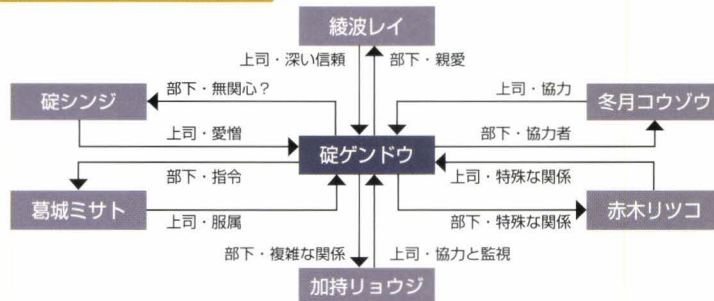 綾波レイ
上司・深い信頼
部下・親愛
碇シンジ
部下・無関心？
上司・協力
冬月コウゾウ
上司・愛憎
碇ゲンドウ
部下・協力者
部下・指令
上司・特殊な関係
葛城ミサト
上司・服属
部下・特殊な関係
赤木リツコ
部下・複雑な関係
上司・協力と監視
加持リョウジ